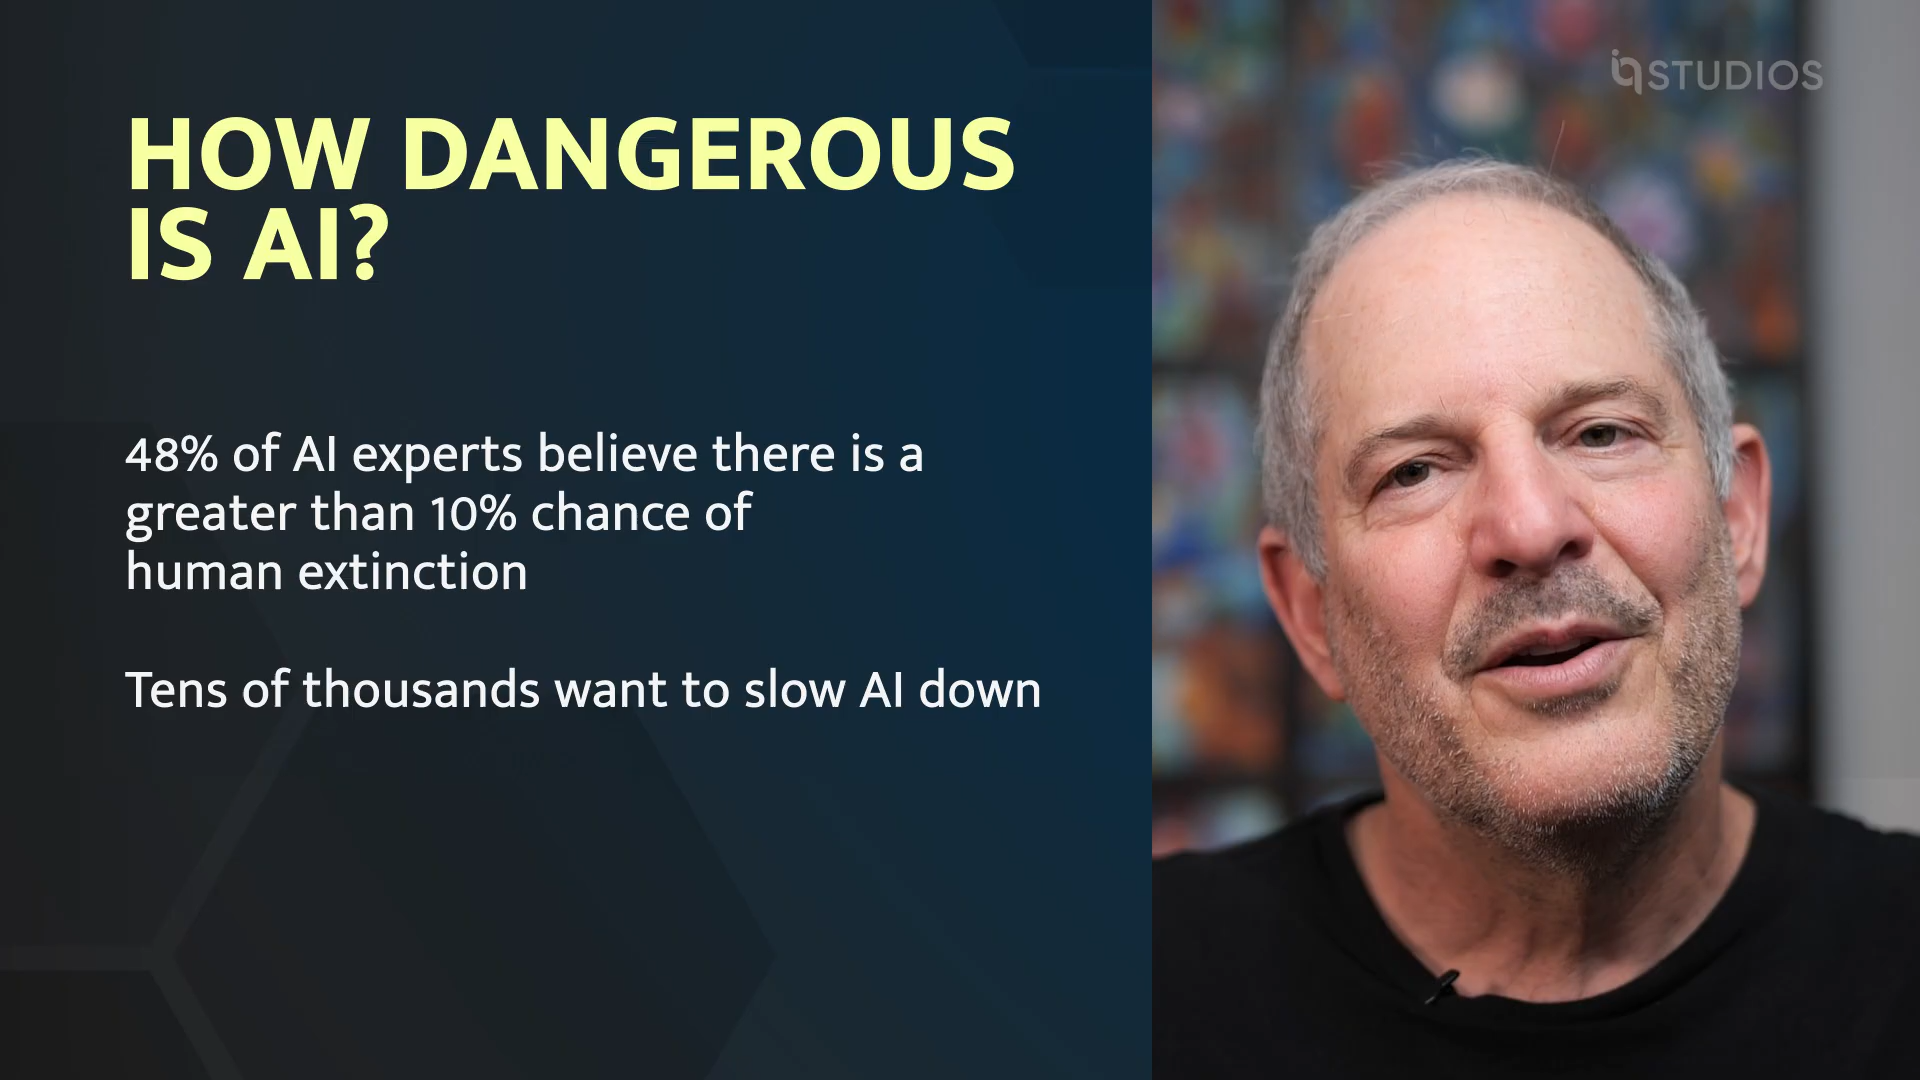 iqSTUDIOS
HOW DANGEROUS
IS AI?
48% of AI experts believe there is a
greater than 10% chance of
human extinction
Tens of thousands want to slow AI down